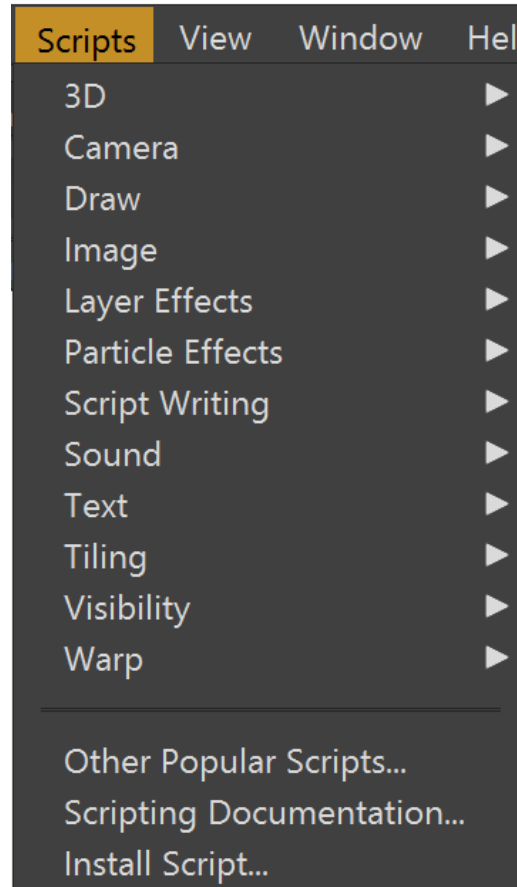 Scripts View Window Hel
3D
Camera
Draw
Image
Layer Effects
Particle Effects
Script Writing
Sound
Text
Tiling
Visibility
Warp
Other Popular Scripts...
Scripting Documentation...
Install Script...